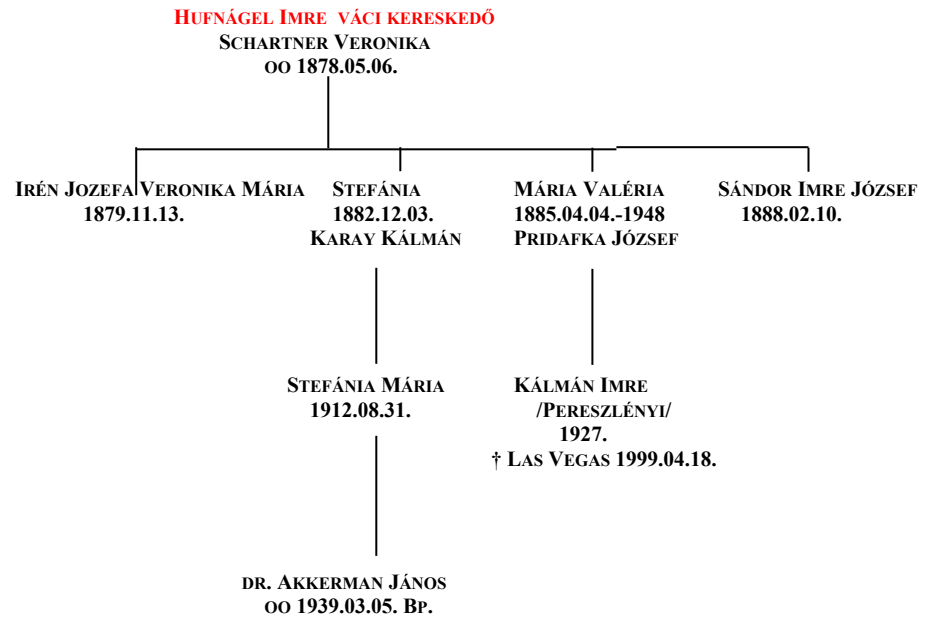 Hufnágel Imre váci kereskedő
Schartner Veronika
oo 1878.05.06.
Irén Jozefa Veronika Mária
1879.11.13.
Stefánia
1882.12.03.
Karay Kálmán
Mária Valéria
1885.04.04.-1948
Pridafka József
Sándor Imre József
1888.02.10.
Stefánia Mária
1912.08.31.
Kálmán Imre
/Pereszlényi/
1927.
† Las Vegas 1999.04.18.
dr. Akkerman János
oo 1939.03.05. Bp.